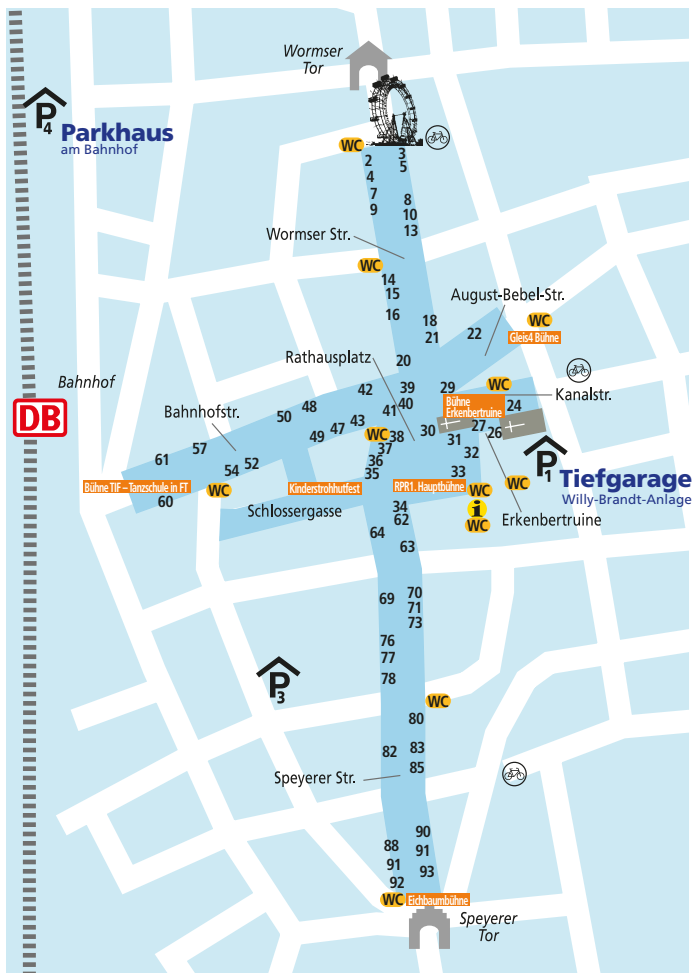 Wormser
Tor
P4 Parkhaus
am Bahnhof
WC
3
2
5
4
7
8
9
10
13
Wormser Str.
WC
14
15
August-Bebel-Str.
16
18
WC
22
21
Gleis4 Bühne
Rathausplatz
20
Bahnhof
42
39
29
WC
Kanalstr.
DB
Bahnhofstr.
50
48
41
40
Bühne
Erkenbertruine
24
49
47
43
WC
38
30
27
26
31
57
37
32
P1 Tiefgarage
Willy-Brandt-Anlage
61
54
52
36
35
33
WC
Bühne TIF – Tanzschule in FT
WC
Kinderstrohhutfest
RPR1. Hauptbühne
WC
60
Schlossergasse
34
i
Erkenbertruine
62
WC
64
63
69
70
71
73
76
77
P3
78
WC
80
82
83
85
Speyerer Str.
90
88
91
91
93
92
WC
Eichbaumbühne
Speyerer
Tor